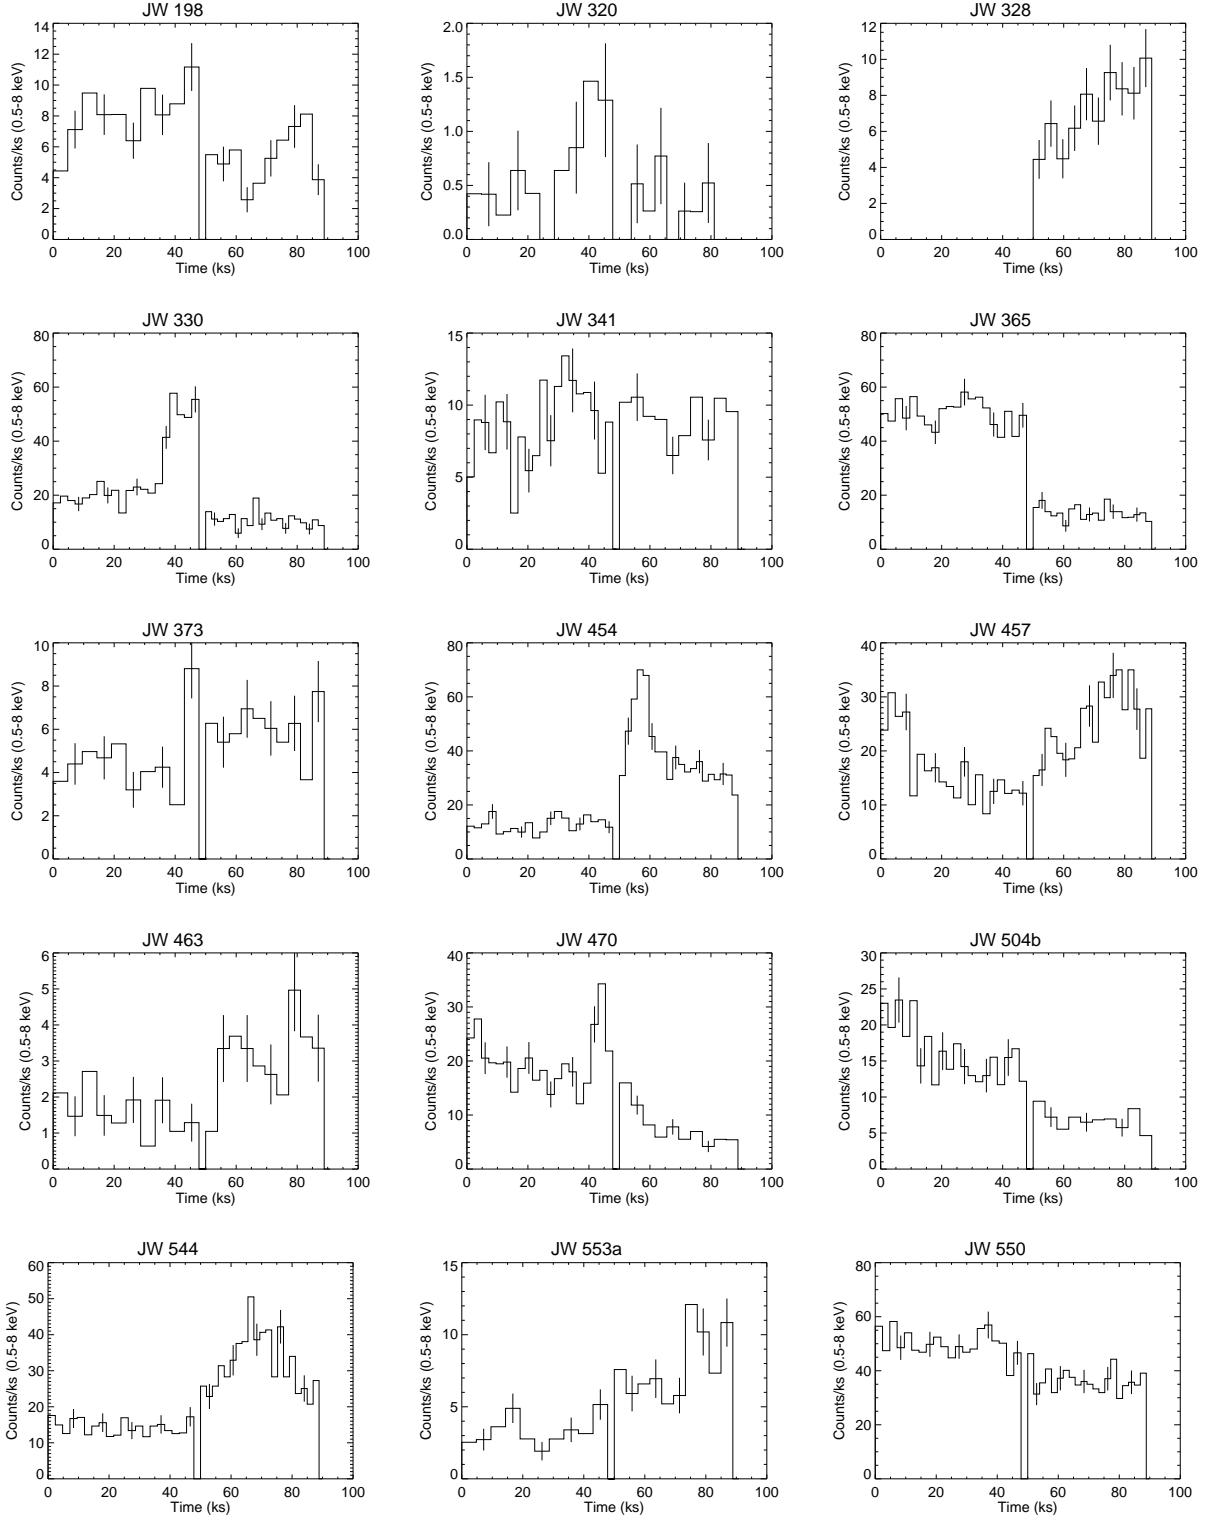 JW 198
14
12
10
8
6
4
2
0
Counts/ks (0.5-8 keV)
0 20 40 60 80 100
Time (ks)
JW 320
2.0
1.5
1.0
0.5
0.0
Counts/ks (0.5-8 keV)
0 20 40 60 80 100
Time (ks)
JW 328
12
10
8
6
4
2
0
Counts/ks (0.5-8 keV)
0 20 40 60 80 100
Time (ks)
JW 330
80
60
40
20
0
Counts/ks (0.5-8 keV)
0 20 40 60 80 100
Time (ks)
JW 341
15
10
5
0
Counts/ks (0.5-8 keV)
0 20 40 60 80 100
Time (ks)
JW 365
80
60
40
20
0
Counts/ks (0.5-8 keV)
0 20 40 60 80 100
Time (ks)
JW 373
10
8
6
4
2
0
Counts/ks (0.5-8 keV)
0 20 40 60 80 100
Time (ks)
JW 454
80
60
40
20
0
Counts/ks (0.5-8 keV)
0 20 40 60 80 100
Time (ks)
JW 457
40
30
20
10
0
Counts/ks (0.5-8 keV)
0 20 40 60 80 100
Time (ks)
JW 463
6
5
4
3
2
1
0
Counts/ks (0.5-8 keV)
0 20 40 60 80 100
Time (ks)
JW 470
40
30
20
10
0
Counts/ks (0.5-8 keV)
0 20 40 60 80 100
Time (ks)
JW 504b
30
25
20
15
10
5
0
Counts/ks (0.5-8 keV)
0 20 40 60 80 100
Time (ks)
JW 544
60
50
40
30
20
10
0
Counts/ks (0.5-8 keV)
0 20 40 60 80 100
Time (ks)
JW 553a
15
10
5
0
Counts/ks (0.5-8 keV)
0 20 40 60 80 100
Time (ks)
JW 550
80
60
40
20
0
Counts/ks (0.5-8 keV)
0 20 40 60 80 100
Time (ks)